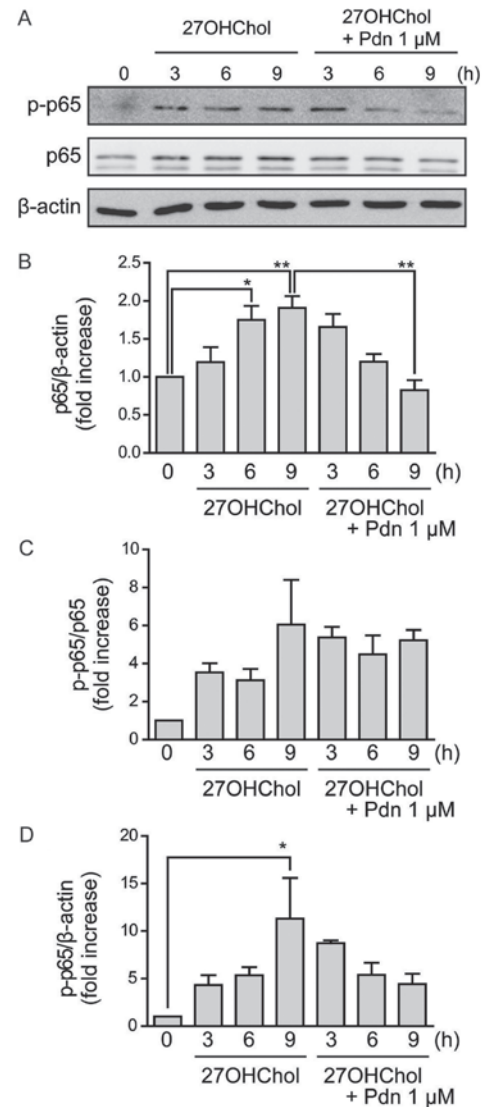 A
27OHChol
27OHChol
+ Pdn 1 µM
0 3 6 9 3 6 9 (h)
p-p65
p65
β-actin
B
p65/β-actin
(fold increase)
2.5
2.0
1.5
1.0
0.5
0.0
* ** **
0 3 6 9 3 6 9 (h)
27OHChol 27OHChol
+ Pdn 1 µM
C
p-p65/p65
(fold increase)
10
8
6
4
2
0
0 3 6 9 3 6 9 (h)
27OHChol 27OHChol
+ Pdn 1 µM
D
p-p65/β-actin
(fold increase)
20
15
10
5
0
*
0 3 6 9 3 6 9 (h)
27OHChol 27OHChol
+ Pdn 1 µM